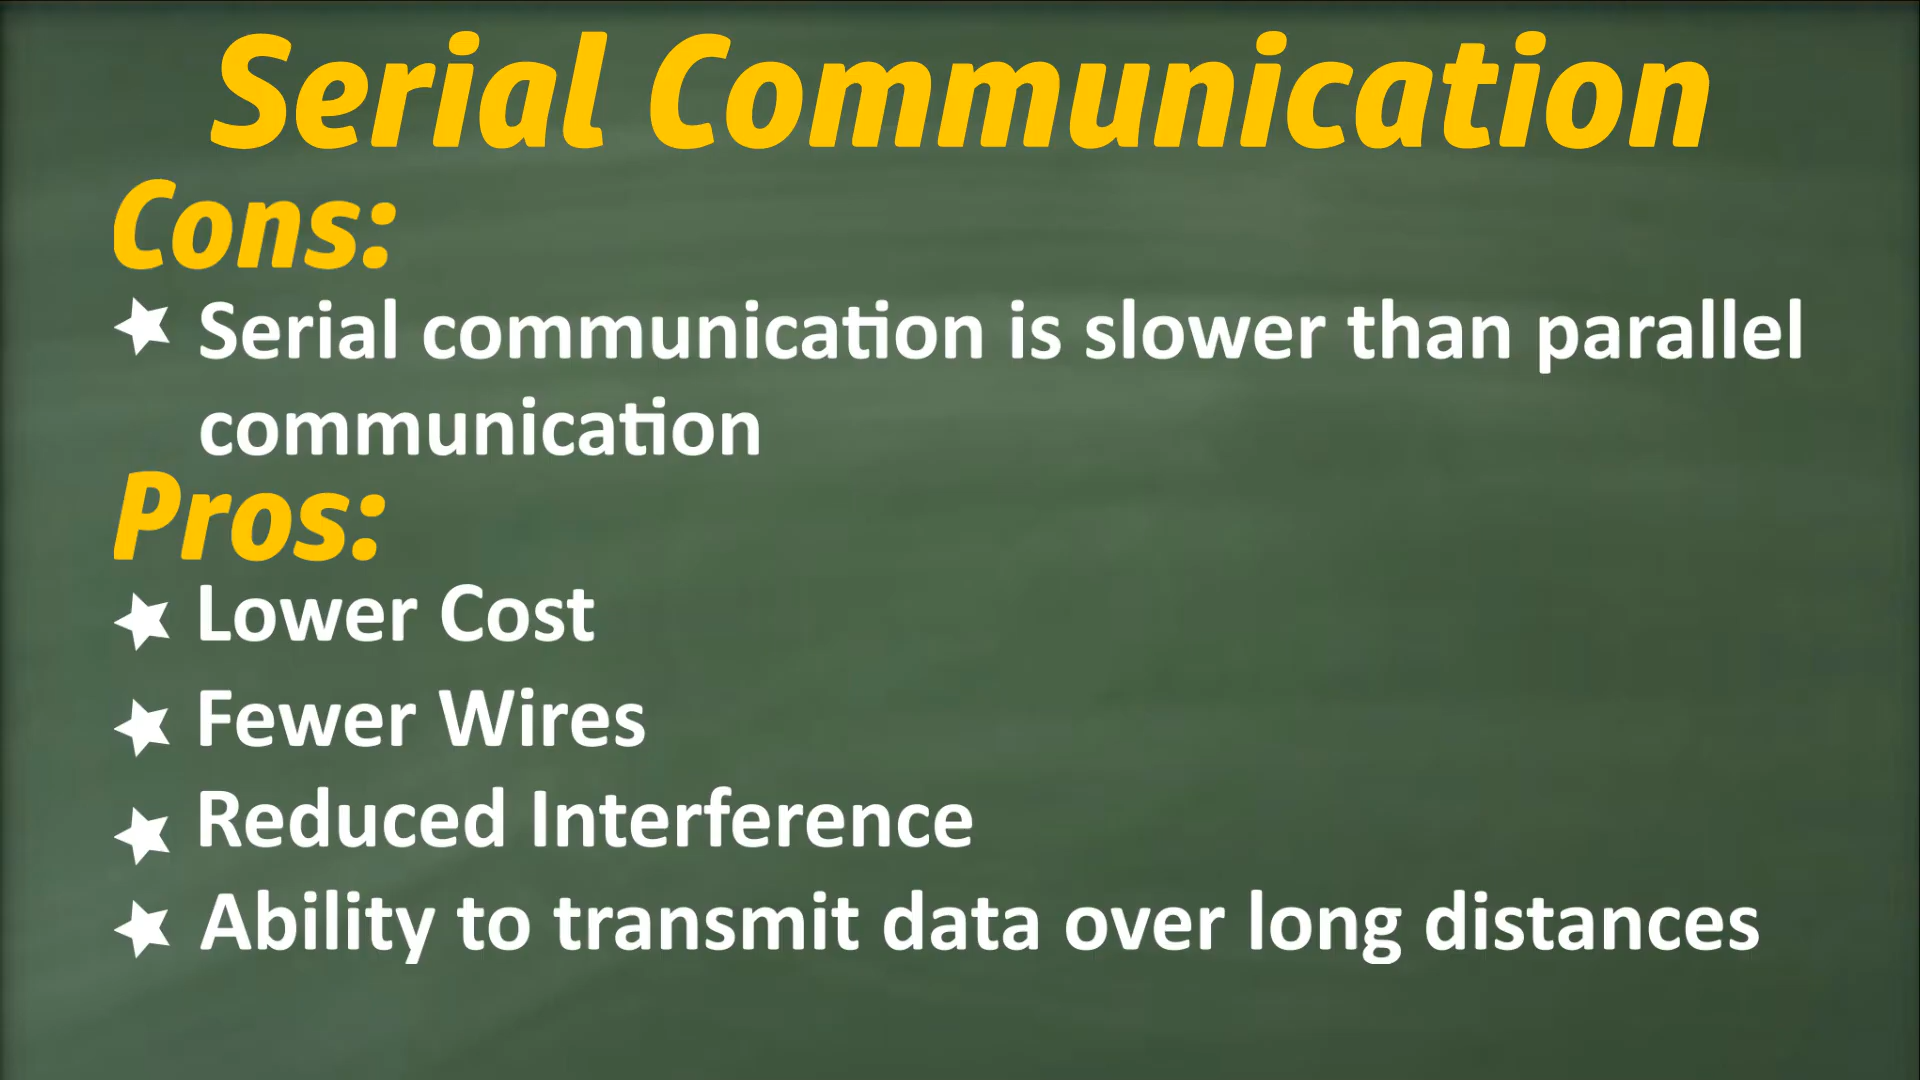 Serial Communication
Cons:
Serial communication is slower than parallel
communication
Pros:
Lower Cost
Fewer Wires
Reduced Interference
Ability to transmit data over long distances